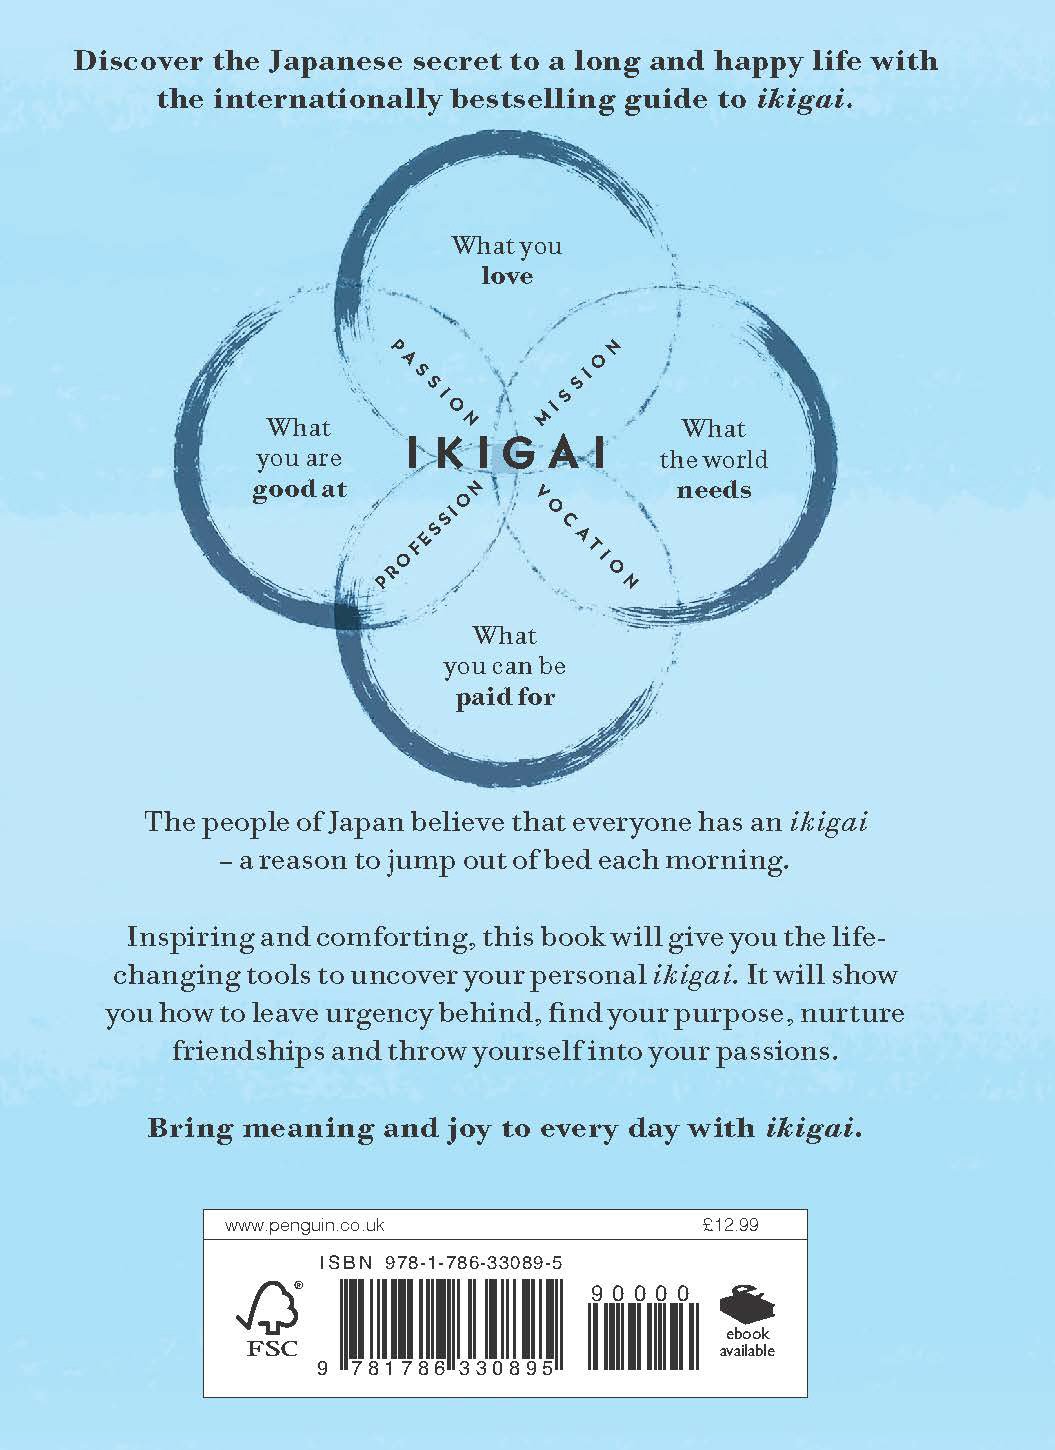 Discover the Japanese secret to a long and happy life with
the internationally bestselling guide to ikigai.
What you
love
PASSION
MISSION
What
you are
good at
IKIGAI
What
the world
needs
PROFESSION
VOCATION
What
you can be
paid for
The people of Japan believe that everyone has an ikigai
– a reason to jump out of bed each morning.
Inspiring and comforting, this book will give you the life-
changing tools to uncover your personal ikigai. It will show
you how to leave urgency behind, find your purpose, nurture
friendships and throw yourself into your passions.
Bring meaning and joy to every day with ikigai.
www.penguin.co.uk £12.99
ISBN 978-1-786-33089-5
90000
®
FSC
ebook
available
9 781786 330895